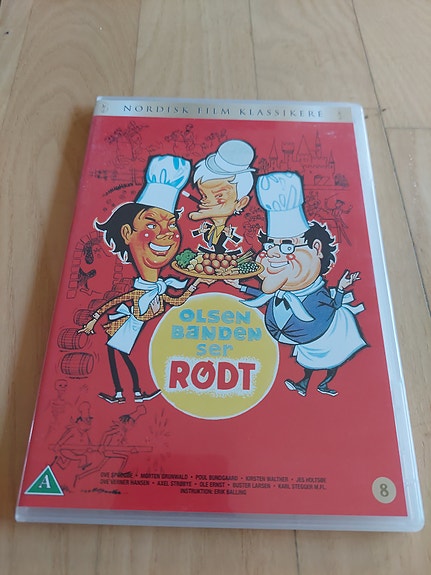 NORDISK FILM KLASSIKERE
OLSEN
BANDEN
ser
RØDT
OVE SPROGØE • MORTEN GRUNWALD • POUL BUNDGAARD • KIRSTEN WALTHER • JES HOLTSØE
OVE VERNER HANSEN • AXEL STRØBYE • OLE ERNST • BUSTER LARSEN • KARL STEGGER M.FL.
INSTRUKTION: ERIK BALLING
A
8